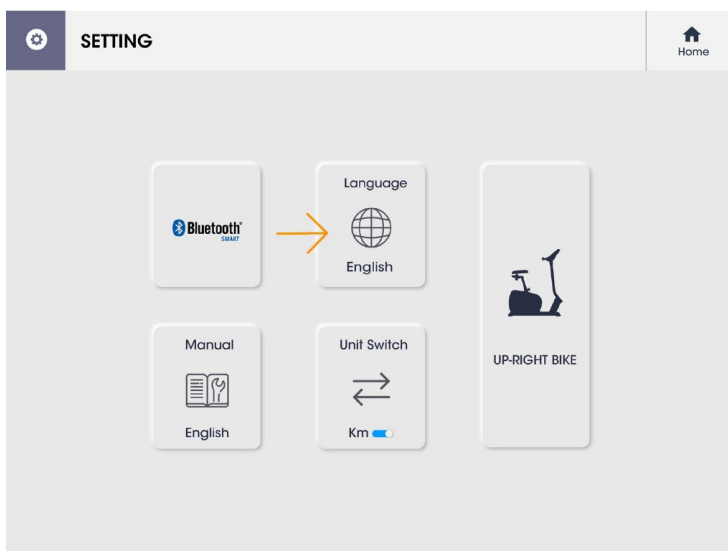 SETTING
Home
Bluetooth®
SMART
Language
English
Manual
English
Unit Switch
Km
UP-RIGHT BIKE